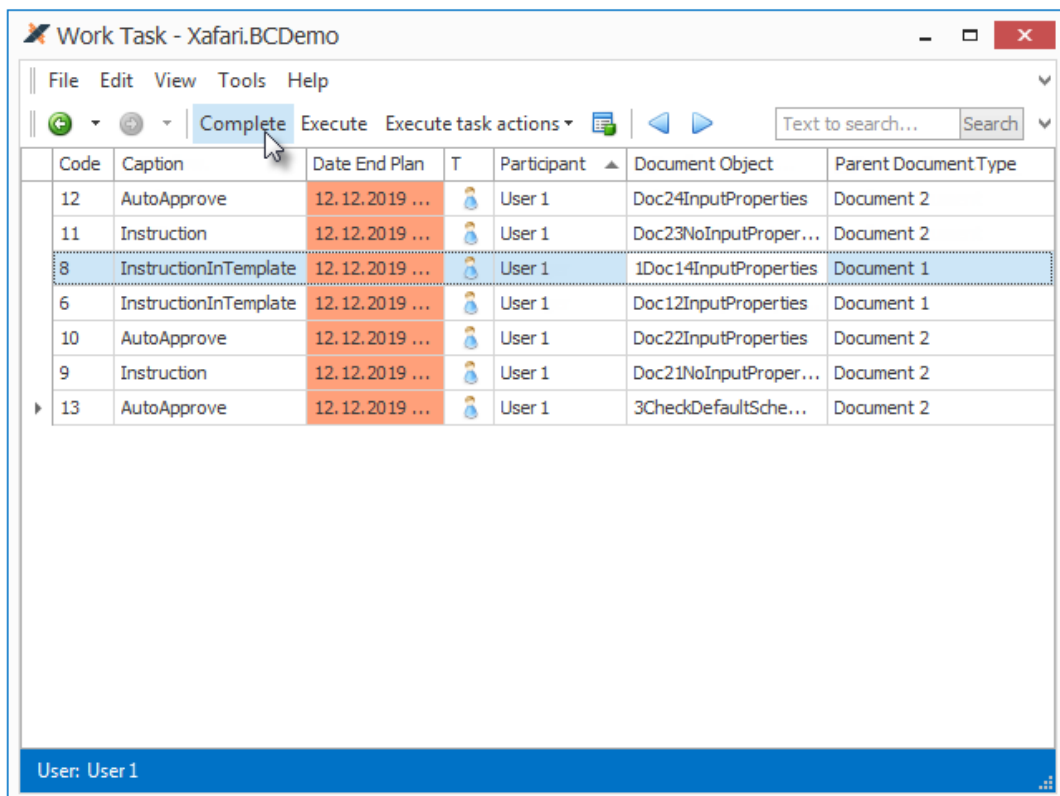 Work Task - Xafari.BCDemo
File Edit View Tools Help
Complete Execute Execute task actions Text to search... Search
Code Caption Date End Plan T Participant Document Object Parent Document Type
12 AutoApprove 12.12.2019 ... User 1 Doc24InputProperties Document 2
11 Instruction 12.12.2019 ... User 1 Doc23NoInputProper... Document 2
8 InstructionInTemplate 12.12.2019 ... User 1 1Doc14InputProperties Document 1
6 InstructionInTemplate 12.12.2019 ... User 1 Doc12InputProperties Document 1
10 AutoApprove 12.12.2019 ... User 1 Doc22InputProperties Document 2
9 Instruction 12.12.2019 ... User 1 Doc21NoInputProper... Document 2
13 AutoApprove 12.12.2019 ... User 1 3CheckDefaultSche... Document 2
User: User 1